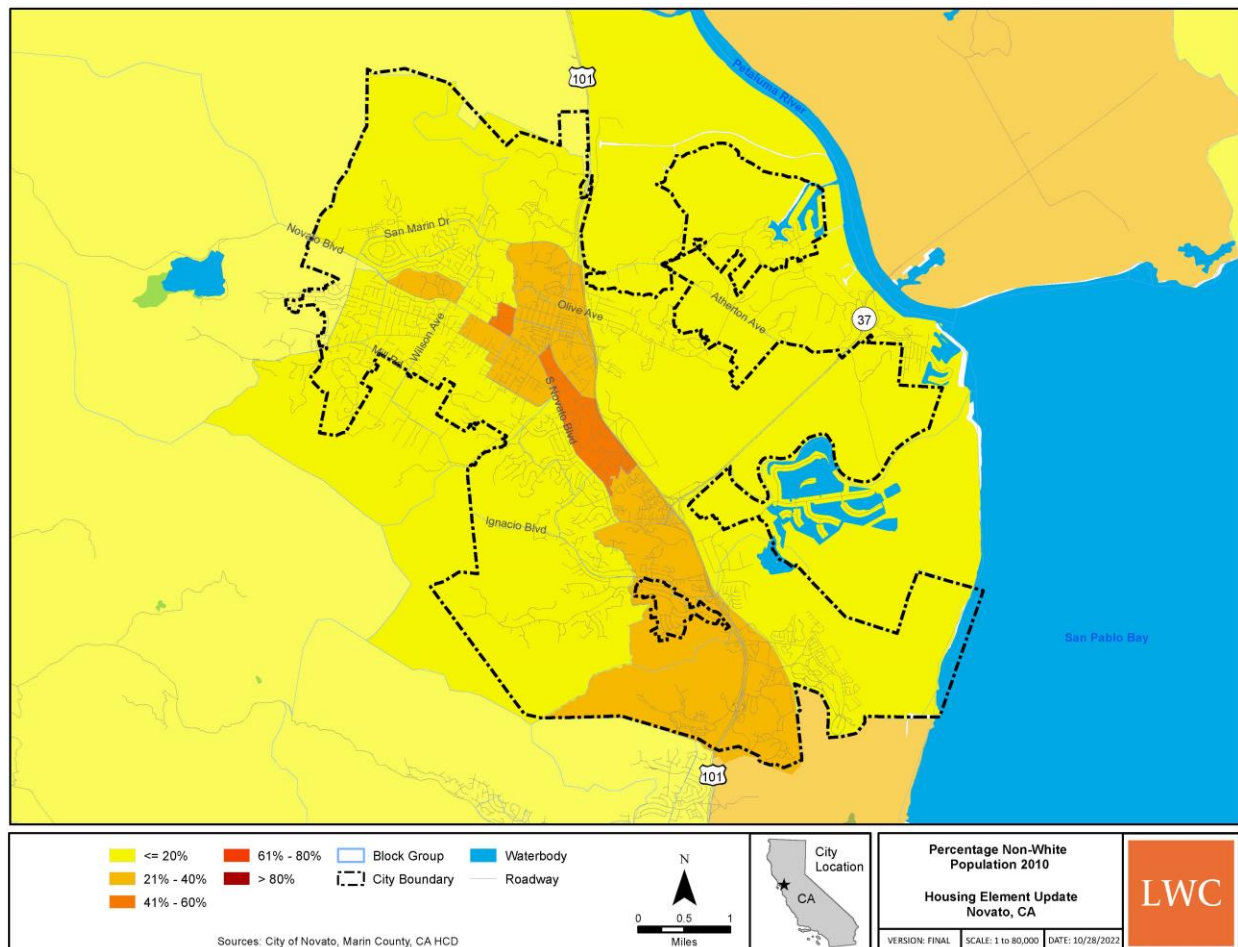 101
Petaluma River
Novato Blvd
San Marin Dr
Olive Ave
Atherton Ave
37
Wilson Ave
Mill Rd
S Novato Blvd
Ignacio Blvd
San Pablo Bay
101
<= 20%
21% - 40%
41% - 60%
61% - 80%
> 80%
Block Group
City Boundary
Waterbody
Roadway
Sources: City of Novato, Marin County, CA HCD
N
0 0.5 1
Miles
City
Location
CA
Percentage Non-White
Population 2010
Housing Element Update
Novato, CA
VERSION: FINAL
SCALE: 1 to 80,000
DATE: 10/28/2022
LWC